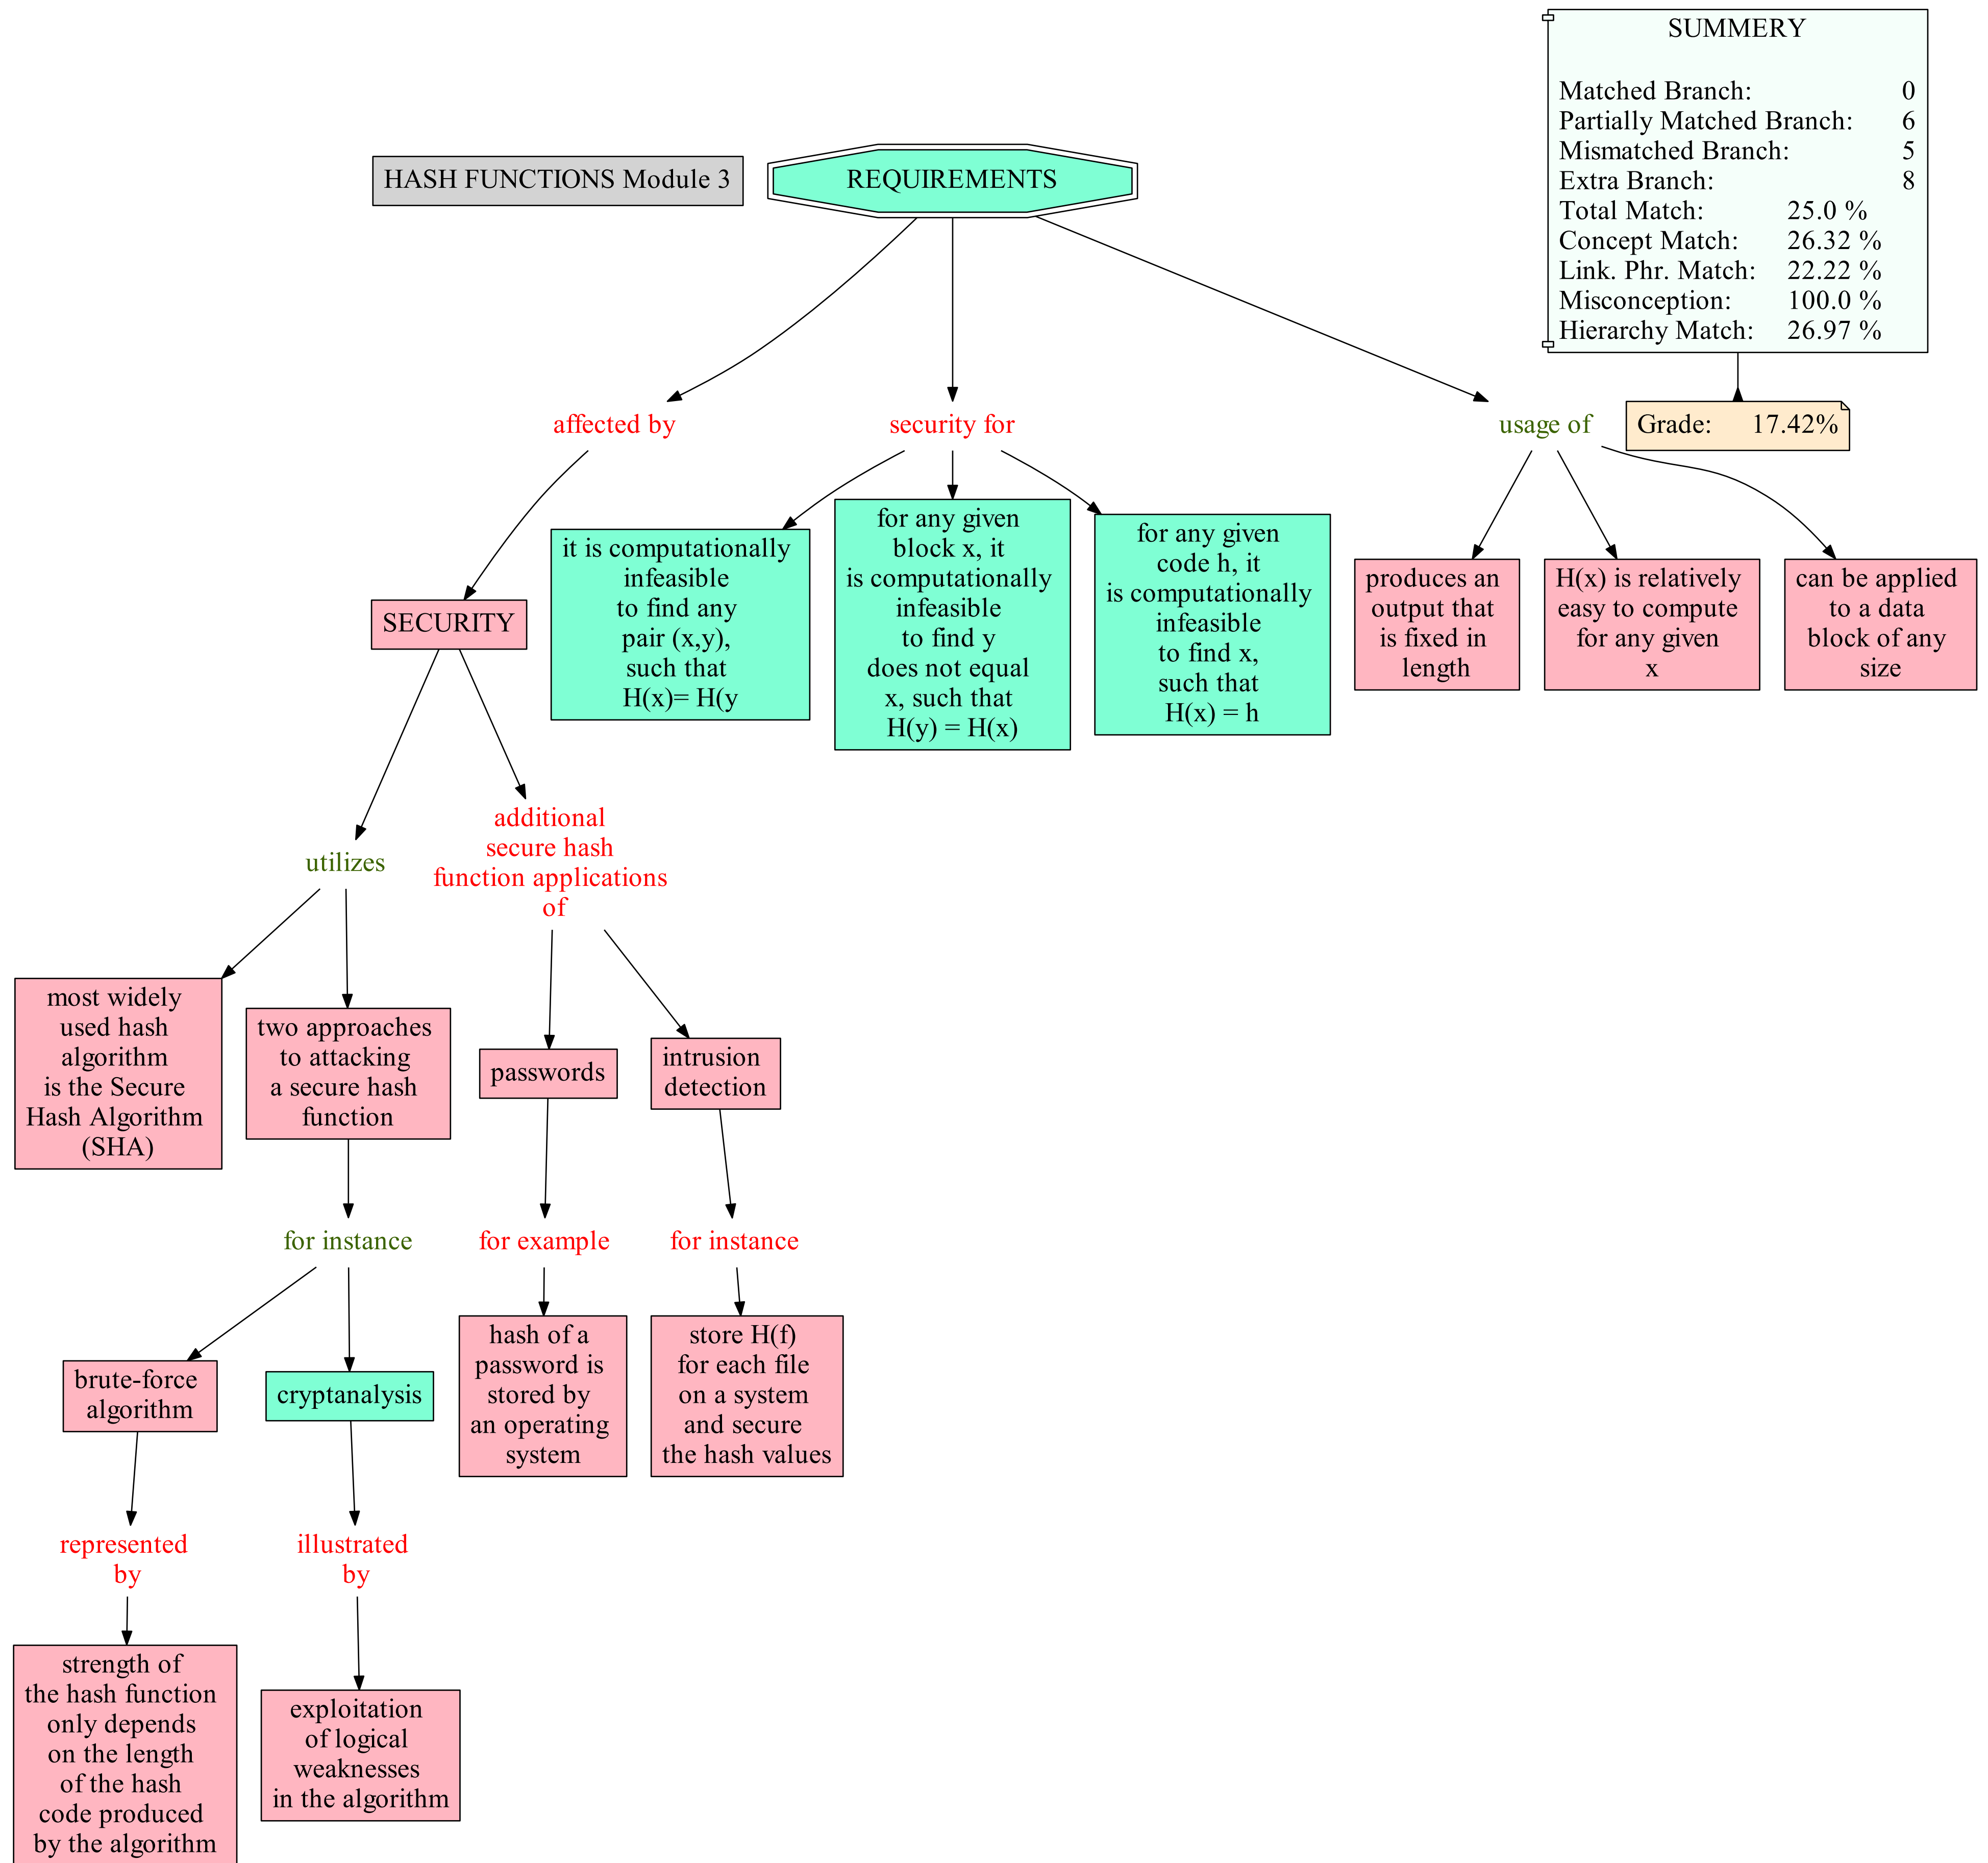 SUMMERY
Matched Branch: 0
Partially Matched Branch: 6
Mismatched Branch: 5
Extra Branch: 8
Total Match: 25.0 %
Concept Match: 26.32 %
Link. Phr. Match: 22.22 %
Misconception: 100.0 %
Hierarchy Match: 26.97 %
HASH FUNCTIONS Module 3
REQUIREMENTS
affected by
security for
usage of
Grade: 17.42%
it is computationally
infeasible
to find any
pair (x,y),
such that
H(x)= H(y
for any given
block x, it
is computationally
infeasible
to find y
does not equal
x, such that
H(y) = H(x)
for any given
code h, it
is computationally
infeasible
to find x,
such that
H(x) = h
produces an
output that
is fixed in
length
H(x) is relatively
easy to compute
for any given
x
can be applied
to a data
block of any
size
SECURITY
utilizes
additional
secure hash
function applications
of
most widely
used hash
algorithm
is the Secure
Hash Algorithm
(SHA)
two approaches
to attacking
a secure hash
function
passwords
intrusion
detection
for instance
for example
for instance
brute-force
algorithm
cryptanalysis
hash of a
password is
stored by
an operating
system
store H(f)
for each file
on a system
and secure
the hash values
represented
by
illustrated
by
strength of
the hash function
only depends
on the length
of the hash
code produced
by the algorithm
exploitation
of logical
weaknesses
in the algorithm